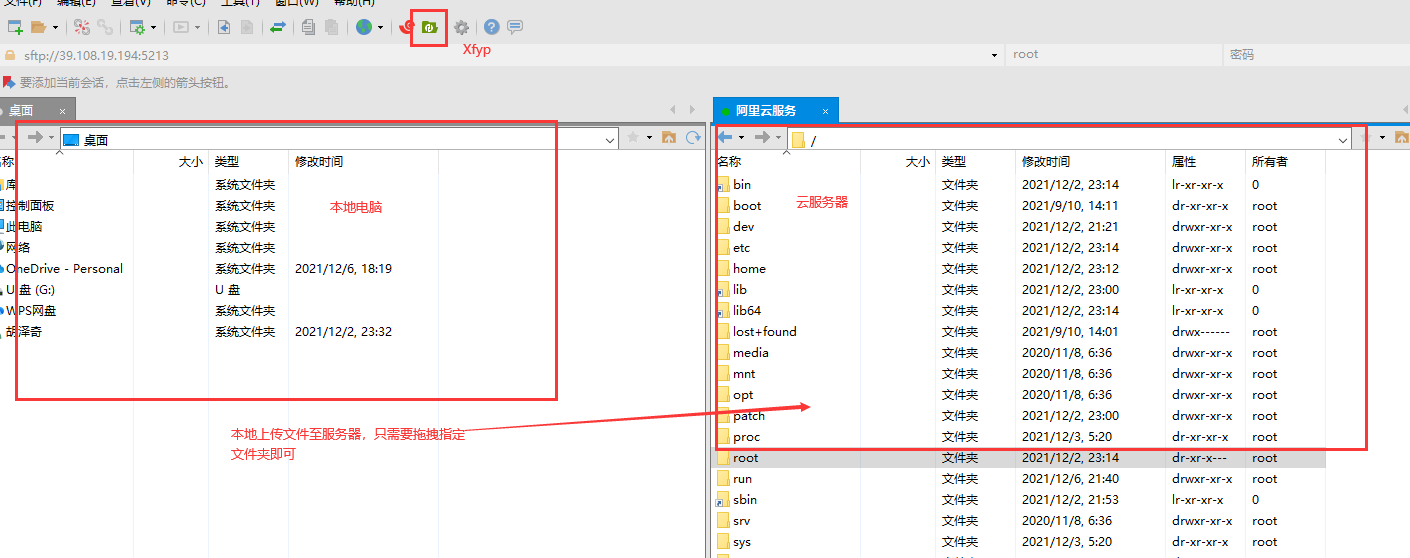 文件(F) 编辑(E) 查看(V) 命令(C) 工具(T) 窗口(W) 帮助(H)
Xfyp
sftp://39.108.19.194:5213 root 密码
要添加当前会话，点击左侧的箭头按钮。
桌面 × 阿里云服务 ×
桌面 /
名称 大小 类型 修改时间 名称 大小 类型 修改时间 属性 所有者
库 系统文件夹 bin 文件夹 2021/12/2, 23:14 lr-xr-xr-x 0
控制面板 系统文件夹 本地电脑 boot 云服务器 文件夹 2021/9/10, 14:11 dr-xr-xr-x root
此电脑 系统文件夹 dev 文件夹 2021/12/2, 21:21 drwxr-xr-x root
网络 系统文件夹 etc 文件夹 2021/12/2, 23:14 drwxr-xr-x root
OneDrive - Personal 系统文件夹 2021/12/6, 18:19 home 文件夹 2021/12/2, 23:12 drwxr-xr-x root
U 盘 (G:) U 盘 lib 文件夹 2021/12/2, 23:00 lr-xr-xr-x 0
WPS网盘 系统文件夹 lib64 文件夹 2021/12/2, 23:14 lr-xr-xr-x 0
胡泽奇 系统文件夹 2021/12/2, 23:32 lost+found 文件夹 2021/9/10, 14:01 drwx------ root
media 文件夹 2020/11/8, 6:36 drwxr-xr-x root
mnt 文件夹 2020/11/8, 6:36 drwxr-xr-x root
opt 文件夹 2020/11/8, 6:36 drwxr-xr-x root
patch 文件夹 2021/12/2, 23:00 drwxr-xr-x root
本地上传文件至服务器，只需要拖拽指定
文件夹即可
proc 文件夹 2021/12/3, 5:20 dr-xr-xr-x root
root 文件夹 2021/12/2, 23:14 dr-xr-x--- root
run 文件夹 2021/12/6, 21:40 drwxr-xr-x root
sbin 文件夹 2021/12/2, 21:53 lr-xr-xr-x 0
srv 文件夹 2020/11/8, 6:36 drwxr-xr-x root
sys 文件夹 2021/12/3, 5:20 dr-xr-xr-x root